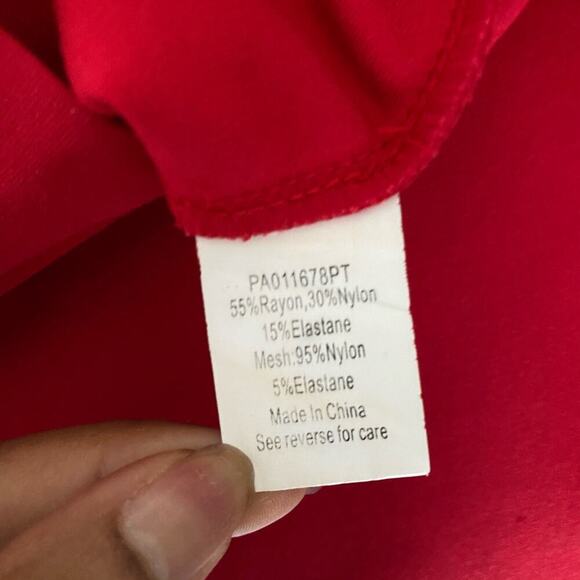 PA011678PT
55%Rayon,30%Nylon
15%Elastane
Mesh:95%Nylon
5%Elastane
Made In China
See reverse for care